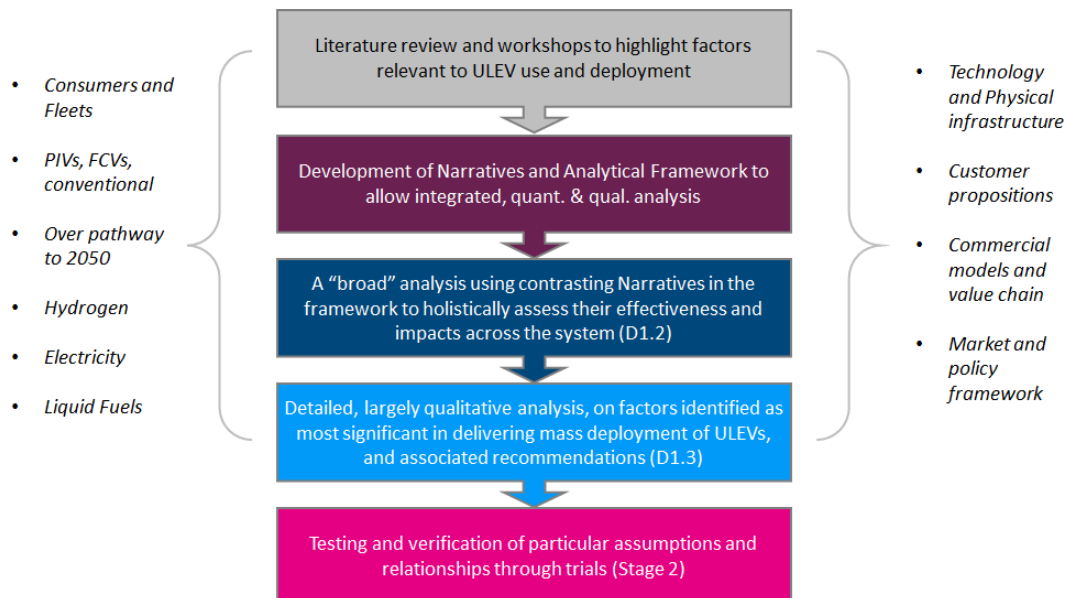 Literature review and workshops to highlight factors
relevant to ULEV use and deployment
• Consumers and
Fleets
• PIVs, FCVs,
conventional
• Over pathway
to 2050
• Hydrogen
• Electricity
• Liquid Fuels
Development of Narratives and Analytical Framework to
allow integrated, quant. & qual. analysis
A “broad” analysis using contrasting Narratives in the
framework to holistically assess their effectiveness and
impacts across the system (D1.2)
Detailed, largely qualitative analysis, on factors identified as
most significant in delivering mass deployment of ULEVs,
and associated recommendations (D1.3)
Testing and verification of particular assumptions and
relationships through trials (Stage 2)
• Technology
and Physical
infrastructure
• Customer
propositions
• Commercial
models and
value chain
• Market and
policy
framework